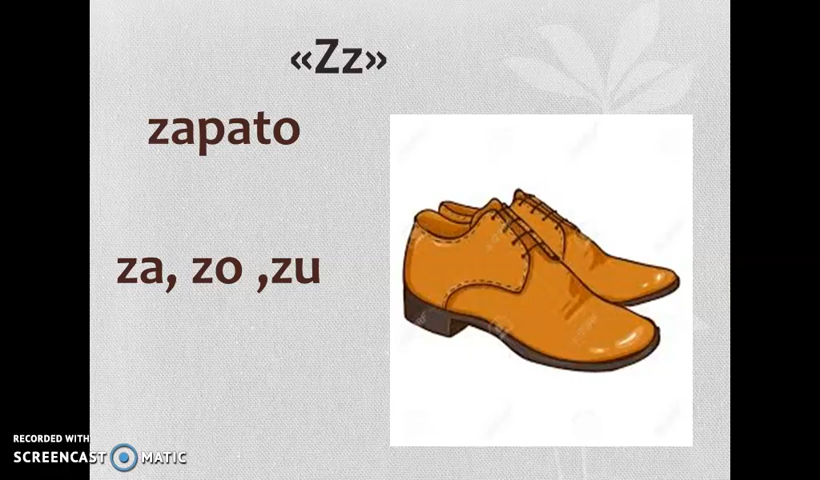 «Zz»
zapato
za, zo ,zu
RECORDED WITH
SCREENCAST MATIC